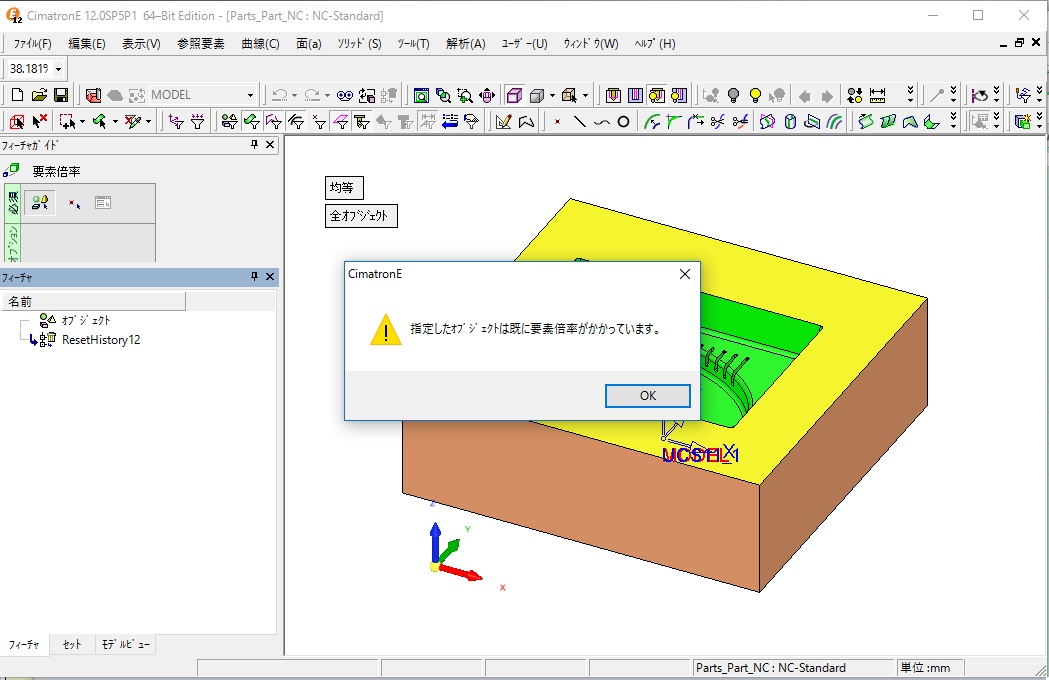 CimatronE 12.0SP5P1 64–Bit Edition - [Parts_Part_NC : NC-Standard]
ﾌｧｲﾙ(F) 編集(E) 表示(V) 参照要素 曲線(C) 面(a) ｿﾘｯﾄﾞ(S) ﾂｰﾙ(T) 解析(A) ﾕｰｻﾞｰ(U) ｳｨﾝﾄﾞｳ(W) ﾍﾙﾌﾟ(H)
38.181º
MODEL
ﾌｨｰﾁｬｶﾞｲﾄﾞ
要素倍率
必須
ｵﾌﾟｼｮﾝ
均等
全ｵﾌﾞｼﾞｪｸﾄ
ﾌｨｰﾁｬ
名前
ｵﾌﾞｼﾞｪｸﾄ
ResetHistory12
CimatronE
指定したｵﾌﾞｼﾞｪｸﾄは既に要素倍率がかかっています。
OK
X
Z
Y
X
ﾌｨｰﾁｬ ｾｯﾄ ﾓﾃﾞﾙﾋﾞｭｰ
Parts_Part_NC : NC-Standard 単位 :mm